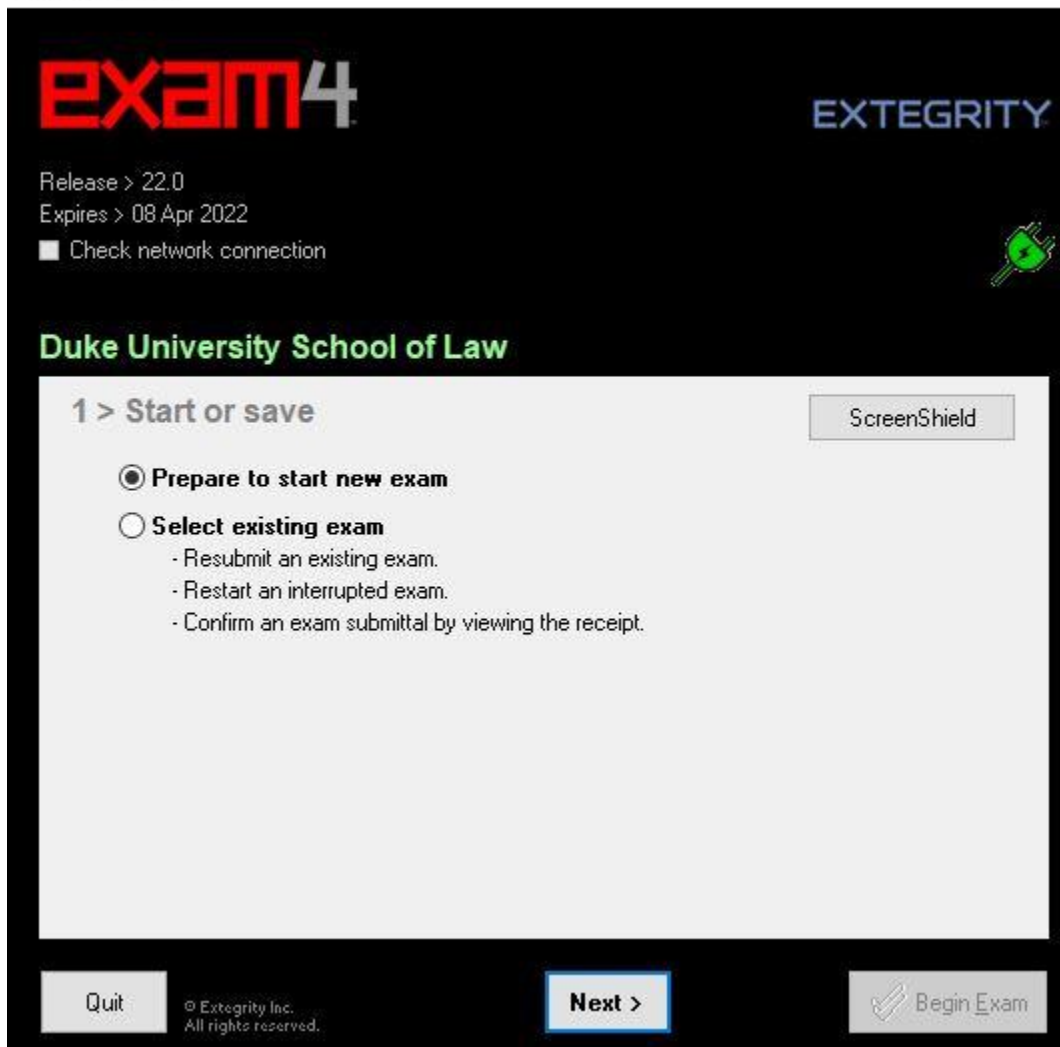 exam4
EXTEGRITY
Release > 22.0
Expires > 08 Apr 2022
Check network connection
Duke University School of Law
1 > Start or save
ScreenShield
Prepare to start new exam
Select existing exam
- Resubmit an existing exam.
- Restart an interrupted exam.
- Confirm an exam submittal by viewing the receipt.
Quit
© Extegrity Inc.
All rights reserved.
Next >
Begin Exam